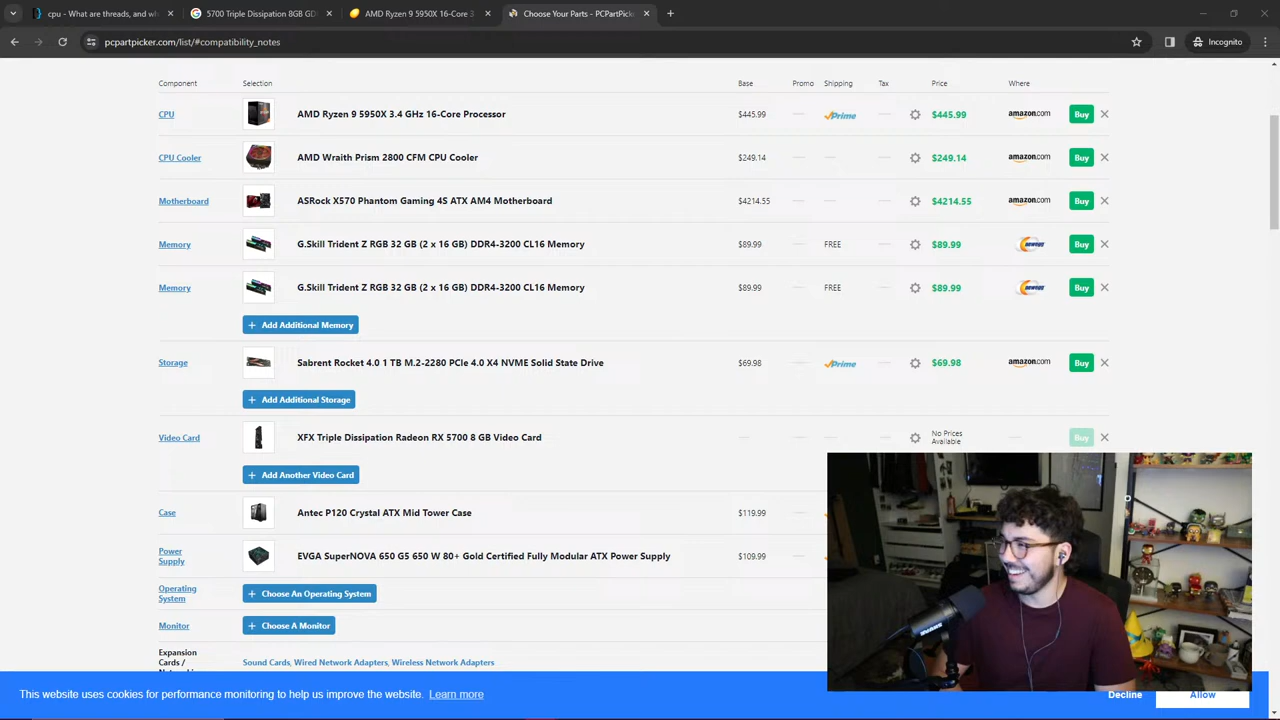 cpu - What are threads, and wh
5700 Triple Dissipation 8GB GD
AMD Ryzen 9 5950X 16-Core 3
Choose Your Parts - PCPartPicker
pcpartpicker.com/list/#compatibility_notes
Incognito
Component Selection Base Promo Shipping Tax Price Where
CPU AMD Ryzen 9 5950X 3.4 GHz 16-Core Processor $445.99 Prime $445.99 amazon.com Buy
CPU Cooler AMD Wraith Prism 2800 CFM CPU Cooler $249.14 $249.14 amazon.com Buy
Motherboard ASRock X570 Phantom Gaming 4S ATX AM4 Motherboard $4214.55 $4214.55 amazon.com Buy
Memory G.Skill Trident Z RGB 32 GB (2 x 16 GB) DDR4-3200 CL16 Memory $89.99 FREE $89.99 newegg Buy
Memory G.Skill Trident Z RGB 32 GB (2 x 16 GB) DDR4-3200 CL16 Memory $89.99 FREE $89.99 newegg Buy
+ Add Additional Memory
Storage Sabrent Rocket 4.0 1 TB M.2-2280 PCIe 4.0 X4 NVME Solid State Drive $69.98 Prime $69.98 amazon.com Buy
+ Add Additional Storage
Video Card XFX Triple Dissipation Radeon RX 5700 8 GB Video Card No Prices Available Buy
+ Add Another Video Card
Case Antec P120 Crystal ATX Mid Tower Case $119.99
Power Supply EVGA SuperNOVA 650 G5 650 W 80+ Gold Certified Fully Modular ATX Power Supply $109.99
Operating System + Choose An Operating System
Monitor + Choose A Monitor
Expansion Cards / Sound Cards, Wired Network Adapters, Wireless Network Adapters
This website uses cookies for performance monitoring to help us improve the website. Learn more Decline Allow